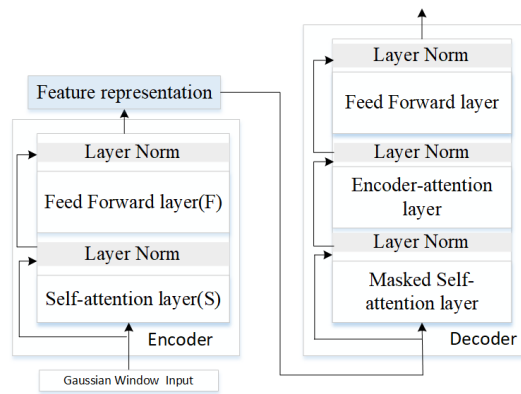 Feature representation
Layer Norm
Feed Forward layer(F)
Layer Norm
Self-attention layer(S)
Encoder
Gaussian Window Input
Layer Norm
Feed Forward layer
Layer Norm
Encoder-attention
layer
Layer Norm
Masked Self-
attention layer
Decoder